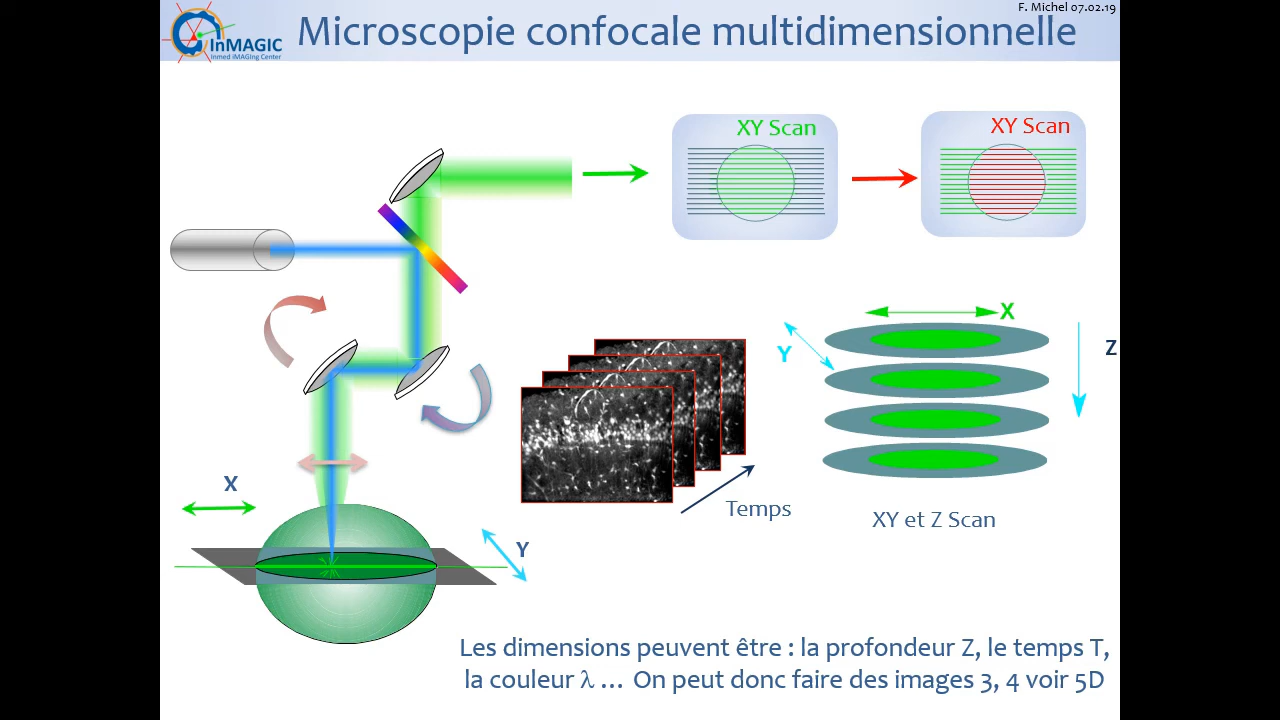 F. Michel 07.02.19
InMAGIC
Inmed iMAGing Center
Microscopie confocale multidimensionnelle
XY Scan
XY Scan
X
Y
Z
Temps
XY et Z Scan
X
Y
Les dimensions peuvent être : la profondeur Z, le temps T,
la couleur λ … On peut donc faire des images 3, 4 voir 5D